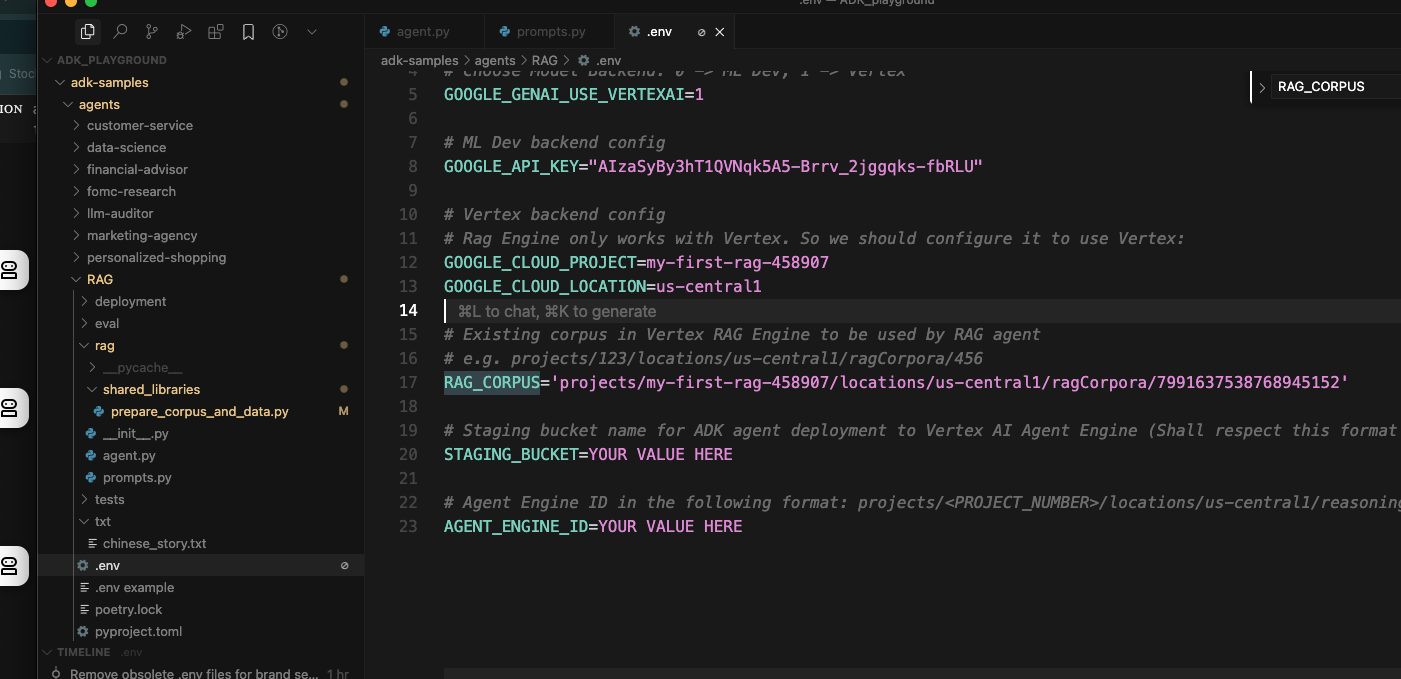 .env — ADK_playground
Stoc
ION
ADK_PLAYGROUND
adk-samples
agents
customer-service
data-science
financial-advisor
fomc-research
llm-auditor
marketing-agency
personalized-shopping
RAG
deployment
eval
rag
__pycache__
shared_libraries
prepare_corpus_and_data.py M
__init__.py
agent.py
prompts.py
tests
txt
chinese_story.txt
.env
.env example
poetry.lock
pyproject.toml
TIMELINE .env
Remove obsolete .env files for brand se... 1 hr
agent.py prompts.py .env
adk-samples > agents > RAG > .env
RAG_CORPUS
4 # Choose Model Backend: 0 -> ML Dev, 1 -> Vertex
5 GOOGLE_GENAI_USE_VERTEXAI=1
6
7 # ML Dev backend config
8 GOOGLE_API_KEY="AIzaSyBy3hT1QVNqk5A5-Brrv_2jggqks-fbRLU"
9
10 # Vertex backend config
11 # Rag Engine only works with Vertex. So we should configure it to use Vertex:
12 GOOGLE_CLOUD_PROJECT=my-first-rag-458907
13 GOOGLE_CLOUD_LOCATION=us-central1
14 ⌘L to chat, ⌘K to generate
15 # Existing corpus in Vertex RAG Engine to be used by RAG agent
16 # e.g. projects/123/locations/us-central1/ragCorpora/456
17 RAG_CORPUS='projects/my-first-rag-458907/locations/us-central1/ragCorpora/7991637538768945152'
18
19 # Staging bucket name for ADK agent deployment to Vertex AI Agent Engine (Shall respect this format
20 STAGING_BUCKET=YOUR VALUE HERE
21
22 # Agent Engine ID in the following format: projects/<PROJECT_NUMBER>/locations/us-central1/reasoning
23 AGENT_ENGINE_ID=YOUR VALUE HERE